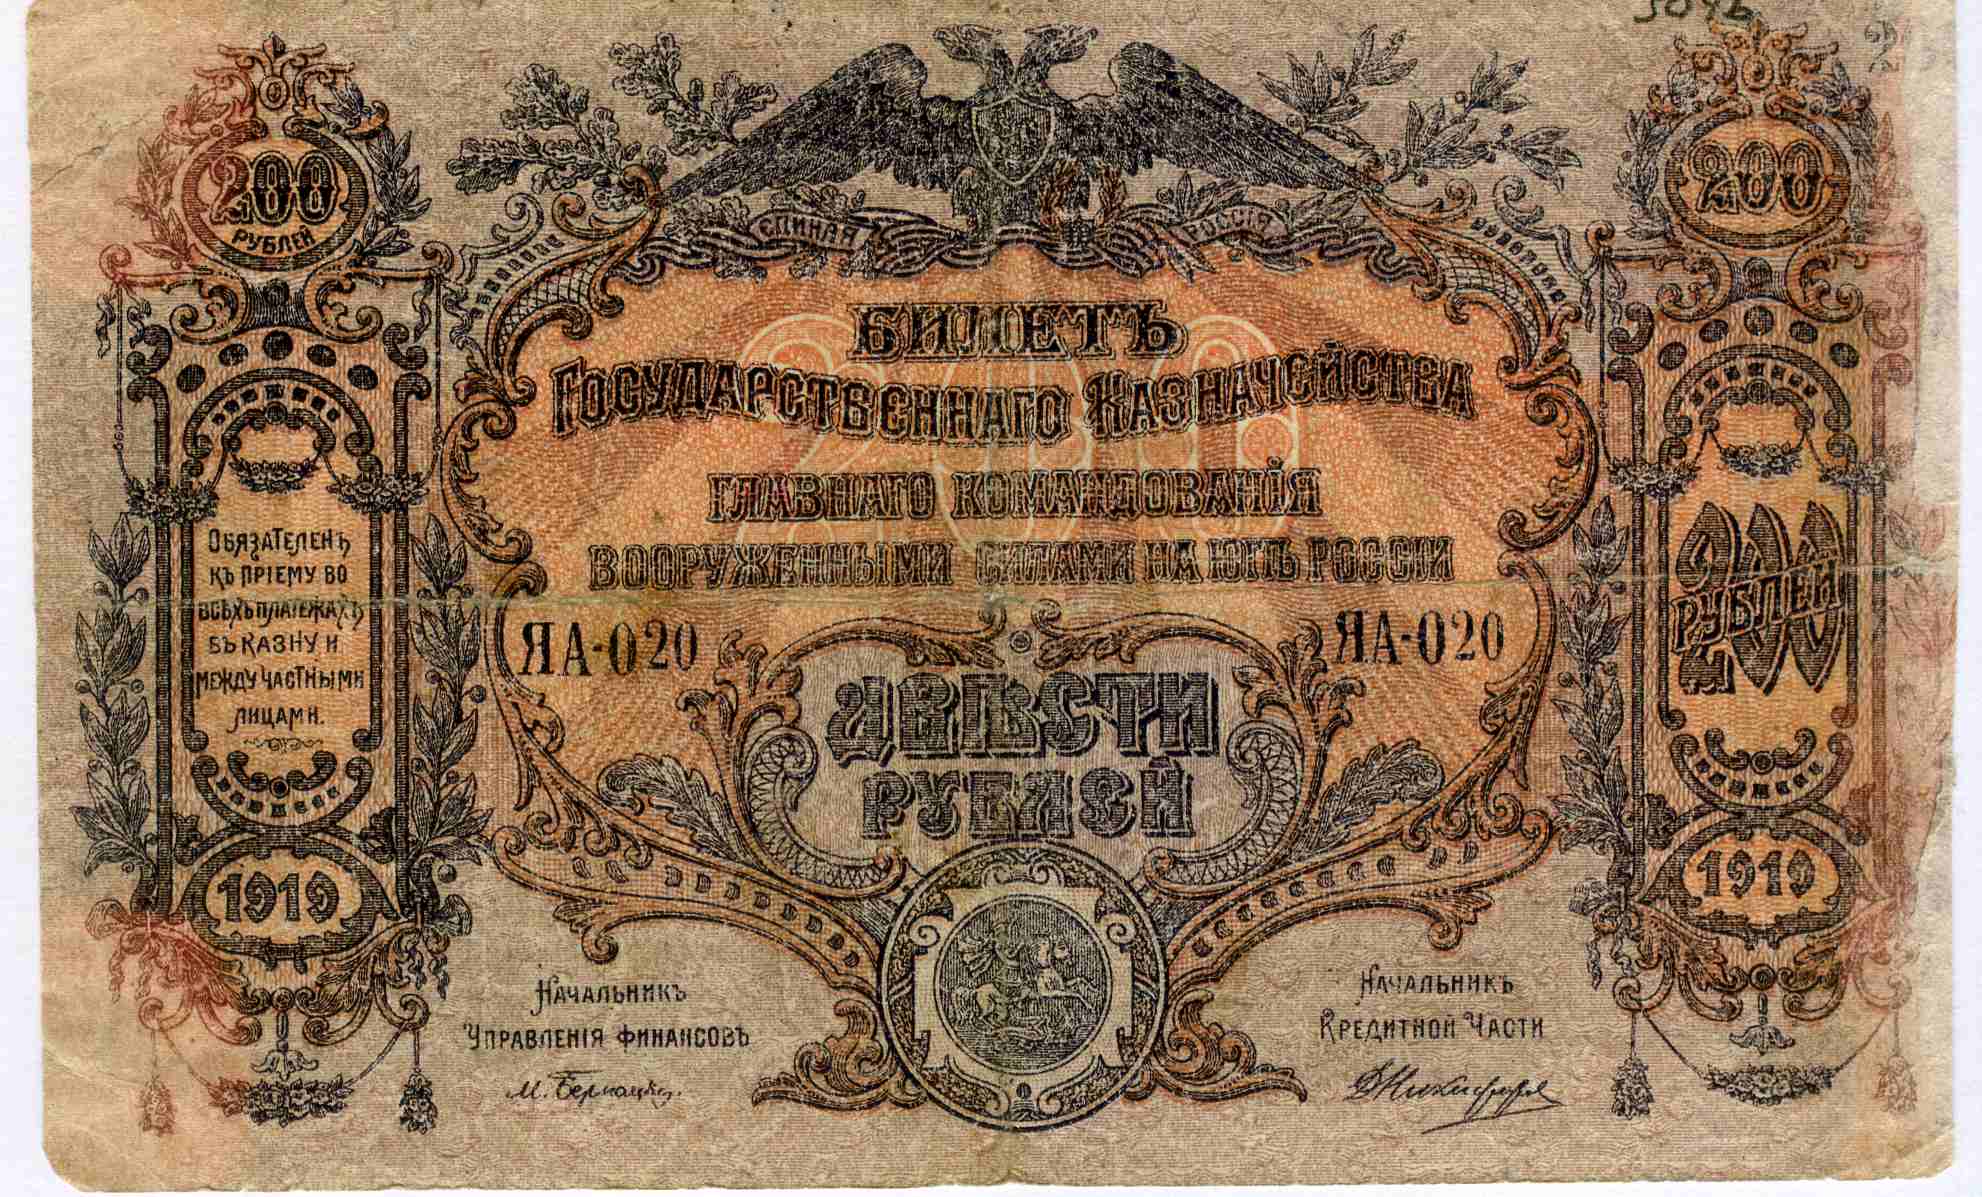 200
РУБЛЕЙ
200
ЕДИНАЯ РОССІЯ
БИЛЕТЪ
ГОСУДАРСТВЕННАГО КАЗНАЧЕЙСТВА
ГЛАВНАГО КОМАНДОВАНІЯ
ВООРУЖЕННЫМИ СИЛАМИ НА ЮГѢ РОССІИ
200
ОБЯЗАТЕЛЕНЪ
КЪ ПРІЕМУ ВО
ВСѢХЪ ПЛАТЕЖАХЪ
ВЪ КАЗНУ И
МЕЖДУ ЧАСТНЫМИ
ЛИЦАМИ.
ЯА-020
ЯА-020
ДВѢСТИ
РУБЛЕЙ
200
РУБЛЕЙ
1919
1919
НАЧАЛЬНИКЪ
УПРАВЛЕНІЯ ФИНАНСОВЪ
М. Бернацкій.
НАЧАЛЬНИКЪ
КРЕДИТНОЙ ЧАСТИ